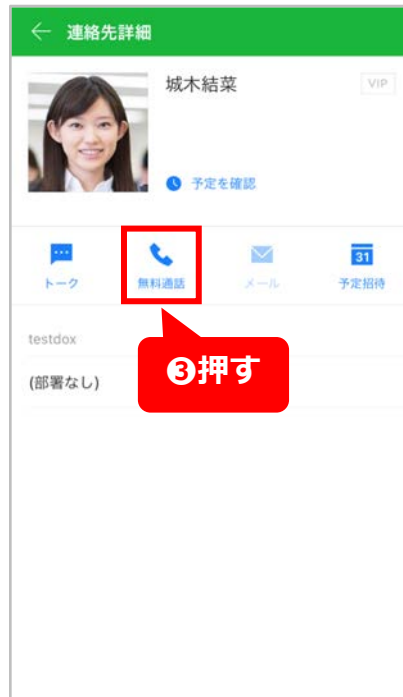 連絡先詳細
城木結菜
VIP
予定を確認
31
トーク 無料通話 メール 予定招待
testdox
(部署なし)
❸押す